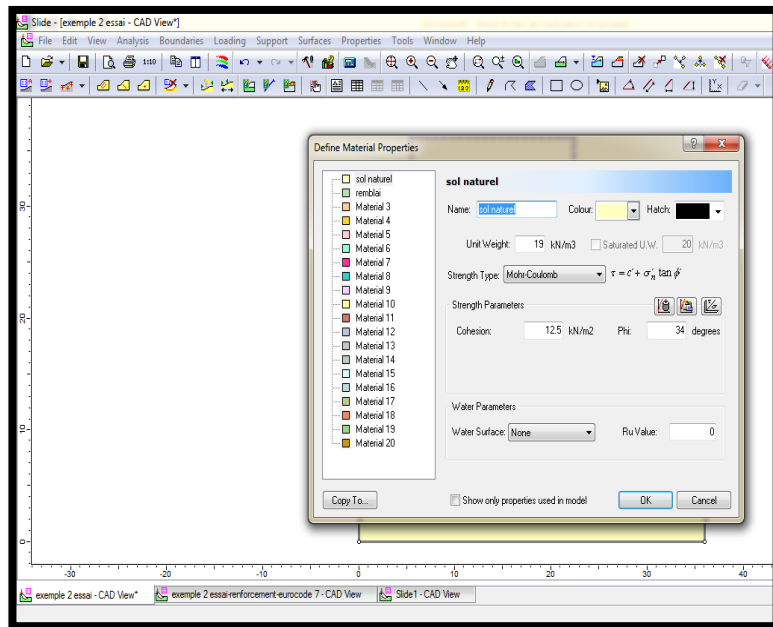 Slide - [exemple 2 essai - CAD View*]
File Edit View Analysis Boundaries Loading Support Surfaces Properties Tools Window Help
1:10
Define Material Properties
sol naturel
remblai
Material 3
Material 4
Material 5
Material 6
Material 7
Material 8
Material 9
Material 10
Material 11
Material 12
Material 13
Material 14
Material 15
Material 16
Material 17
Material 18
Material 19
Material 20
sol naturel
Name: sol naturel Colour: Hatch:
Unit Weight: 19 kN/m3 Saturated U.W. 20 kN/m3
Strength Type: Mohr-Coulomb τ = c' + σ'n tan ϕ'
Strength Parameters
Cohesion: 12.5 kN/m2 Phi: 34 degrees
Water Parameters
Water Surface: None Ru Value: 0
Copy To... Show only properties used in model OK Cancel
30
20
10
0
-30 -20 -10 0 10 20 30 40
exemple 2 essai - CAD View* exemple 2 essai-renforcement-eurocode 7 - CAD View Slide1 - CAD View